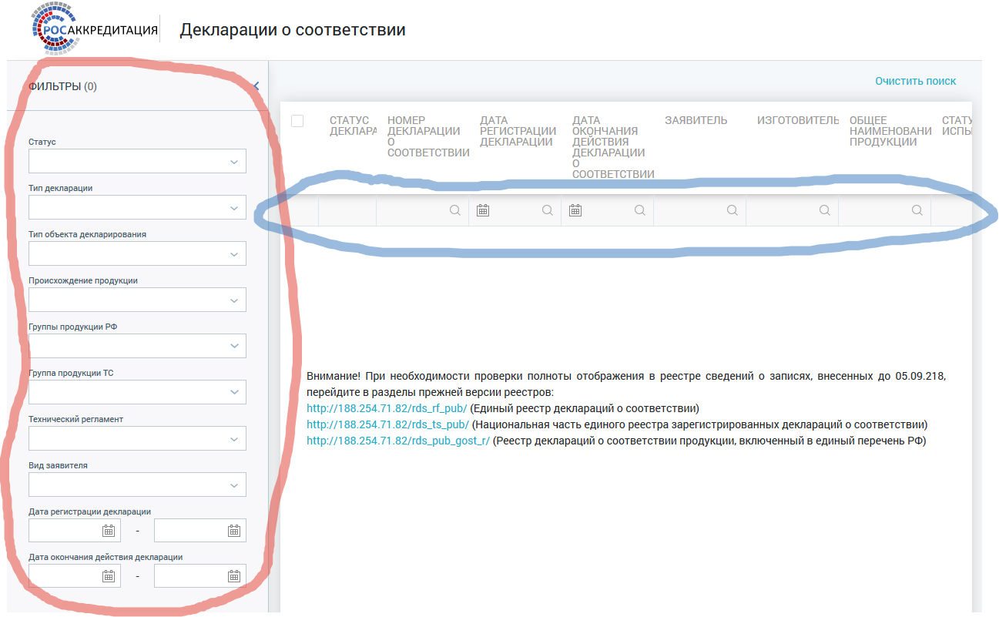 РОСАККРЕДИТАЦИЯ
Декларации о соответствии
ФИЛЬТРЫ (0)
Статус
Тип декларации
Тип объекта декларирования
Происхождение продукции
Группы продукции РФ
Группа продукции ТС
Технический регламент
Вид заявителя
Дата регистрации декларации
-
Дата окончания действия декларации
-
Очистить поиск
СТАТУС
ДЕКЛАРА
НОМЕР
ДЕКЛАРАЦИИ
О
СООТВЕТСТВИИ
ДАТА
РЕГИСТРАЦИИ
ДЕКЛАРАЦИИ
ДАТА
ОКОНЧАНИЯ
ДЕЙСТВИЯ
ДЕКЛАРАЦИИ
О
СООТВЕТСТВИИ
ЗАЯВИТЕЛЬ
ИЗГОТОВИТЕЛЬ
ОБЩЕЕ
НАИМЕНОВАНИ
ПРОДУКЦИИ
СТАТУ
ИСПЫ
Внимание! При необходимости проверки полноты отображения в реестре сведений о записях, внесенных до 05.09.218,
перейдите в разделы прежней версии реестров:
http://188.254.71.82/rds_rf_pub/ (Единый реестр деклараций о соответствии)
http://188.254.71.82/rds_ts_pub/ (Национальная часть единого реестра зарегистрированных деклараций о соответствии)
http://188.254.71.82/rds_pub_gost_r/ (Реестр деклараций о соответствии продукции, включенный в единый перечень РФ)